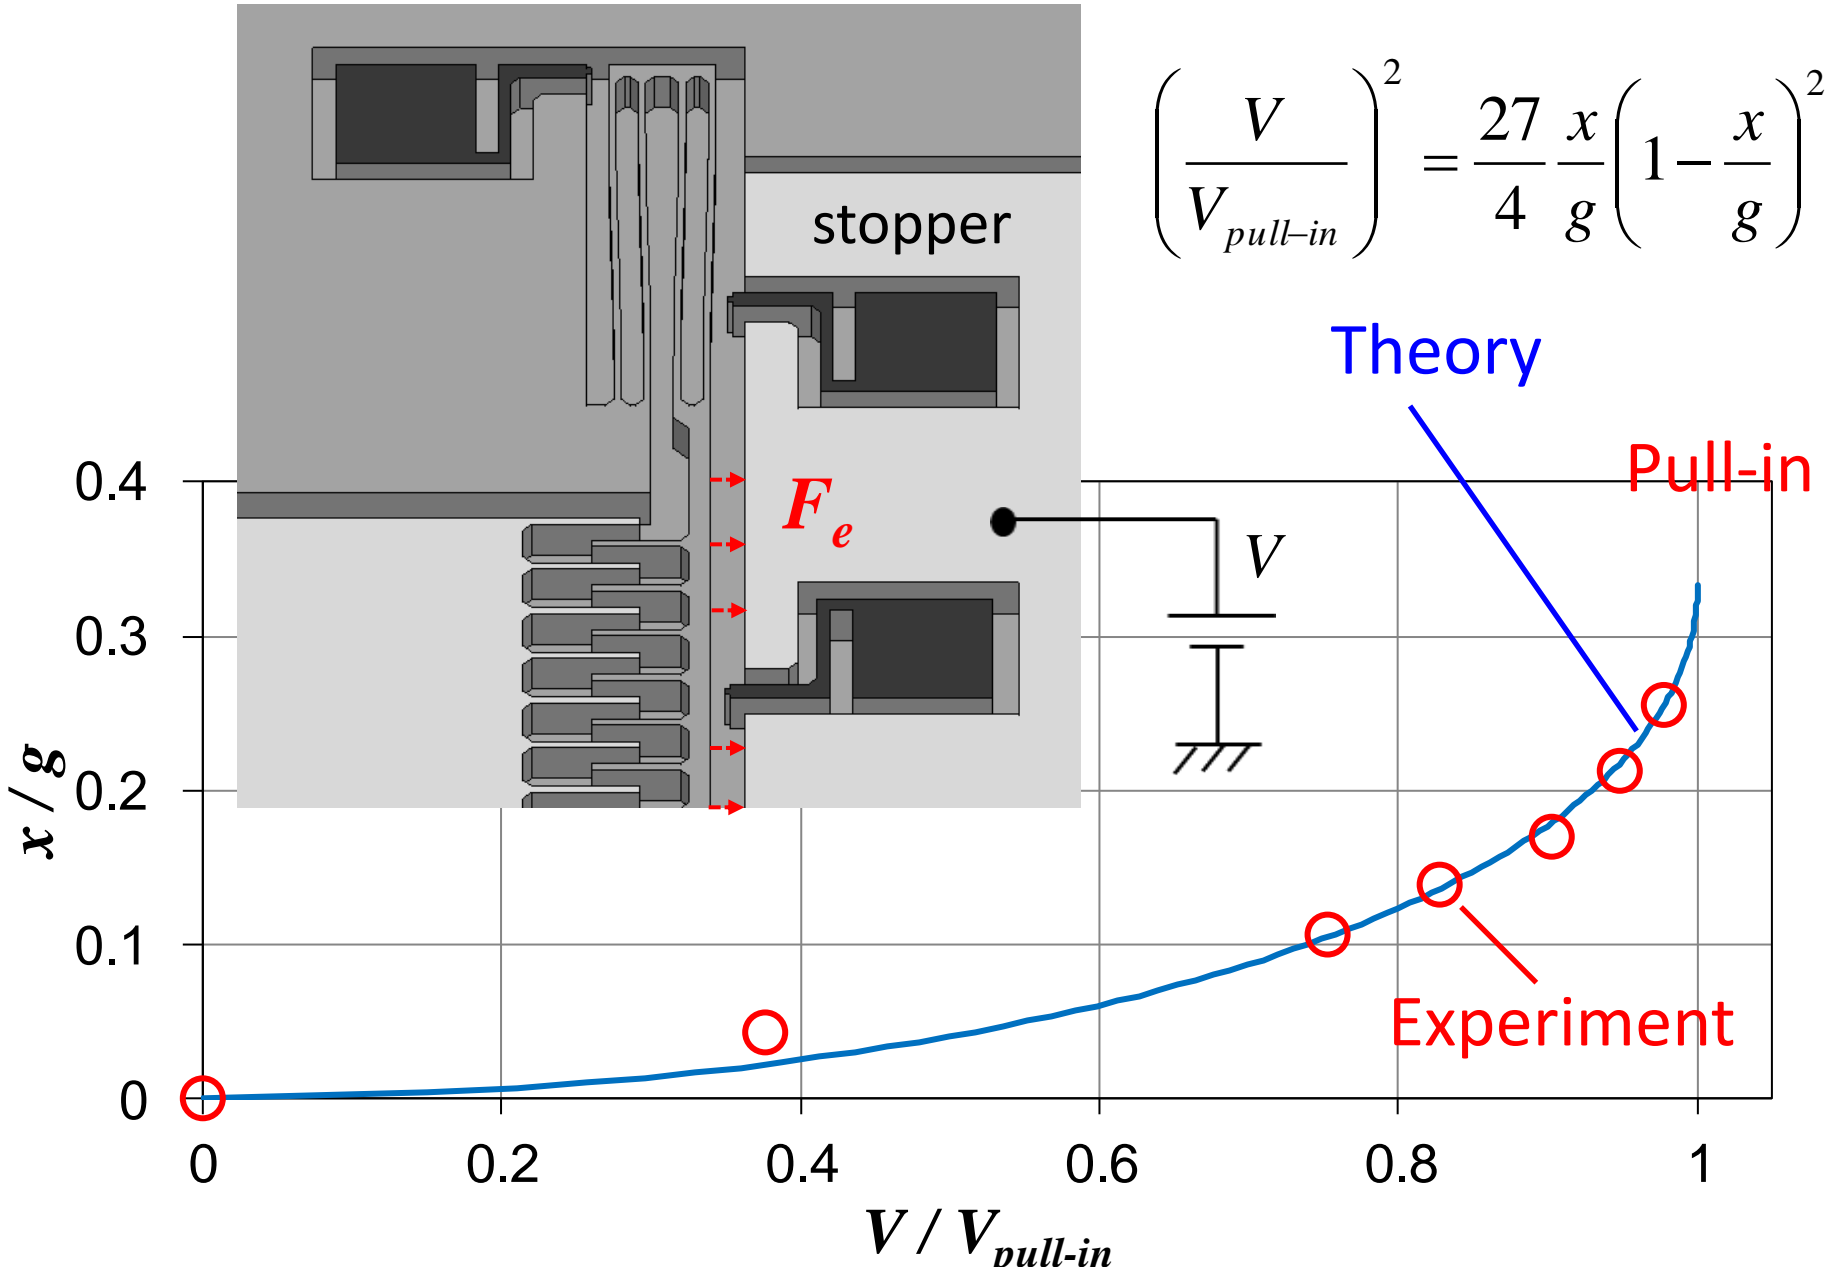 (V / V_pull–in)^2 = 27/4 x/g (1 − x/g)^2
stopper
Theory
Pull-in
F_e
V
Experiment
0.4
0.3
0.2
0.1
0
x / g
0 0.2 0.4 0.6 0.8 1
V / V_pull-in